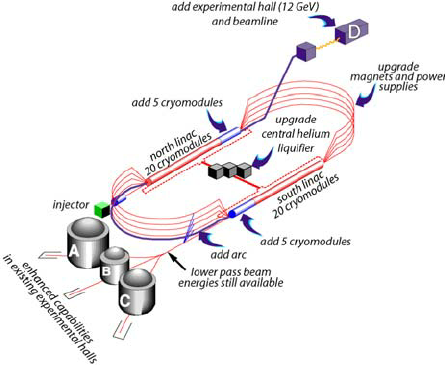 add experimental hall (12 GeV)
and beamline
D
upgrade
magnets and power
supplies
add 5 cryomodules
upgrade
central helium
liquifier
north linac
20 cryomodules
south linac
20 cryomodules
injector
add 5 cryomodules
add arc
A
B
C
lower pass beam
energies still available
enhanced capabilities
in existing experimental halls